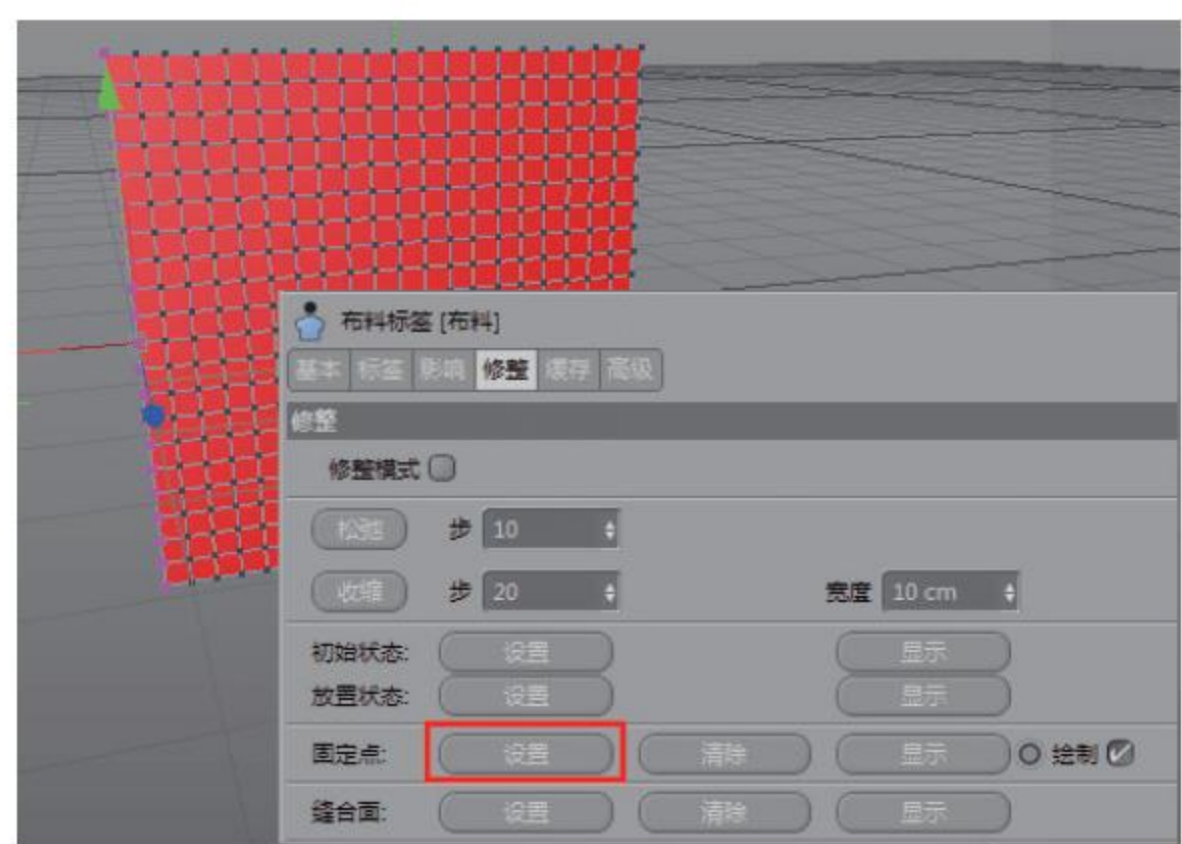 布料标签 [布料]
基本 标签 影响 修整 缓存 高级
修整
修整模式
松弛 步 10
收缩 步 20 宽度 10 cm
初始状态: 设置 显示
放置状态: 设置 显示
固定点: 设置 清除 显示 绘制
缝合面: 设置 清除 显示